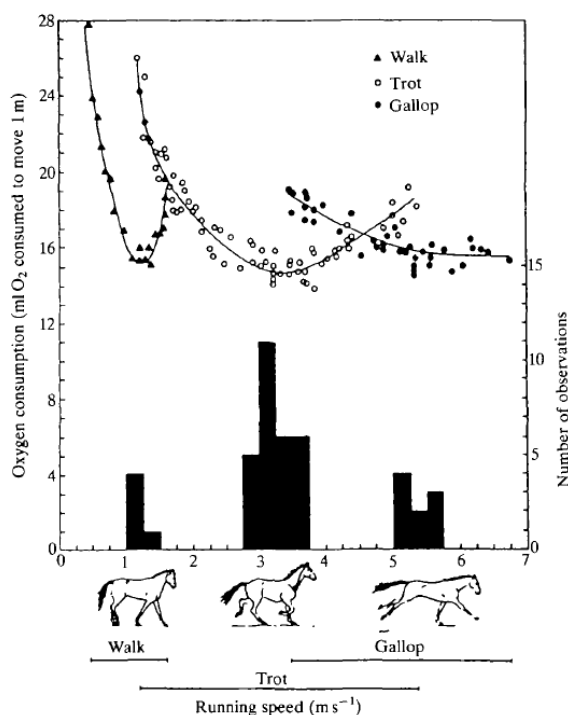 28
24
20
16
12
8
4
0
Oxygen consumption (ml O₂ consumed to move 1 m)
Walk
Trot
Gallop
15
10
5
0
Number of observations
0 1 2 3 4 5 6 7
Walk
Gallop
Trot
Running speed (m s⁻¹)